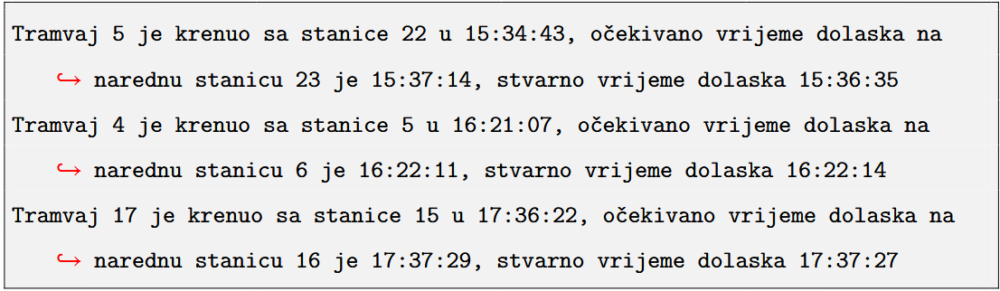 Tramvaj 5 je krenuo sa stanice 22 u 15:34:43, očekivano vrijeme dolaska na
↪ narednu stanicu 23 je 15:37:14, stvarno vrijeme dolaska 15:36:35
Tramvaj 4 je krenuo sa stanice 5 u 16:21:07, očekivano vrijeme dolaska na
↪ narednu stanicu 6 je 16:22:11, stvarno vrijeme dolaska 16:22:14
Tramvaj 17 je krenuo sa stanice 15 u 17:36:22, očekivano vrijeme dolaska na
↪ narednu stanicu 16 je 17:37:29, stvarno vrijeme dolaska 17:37:27